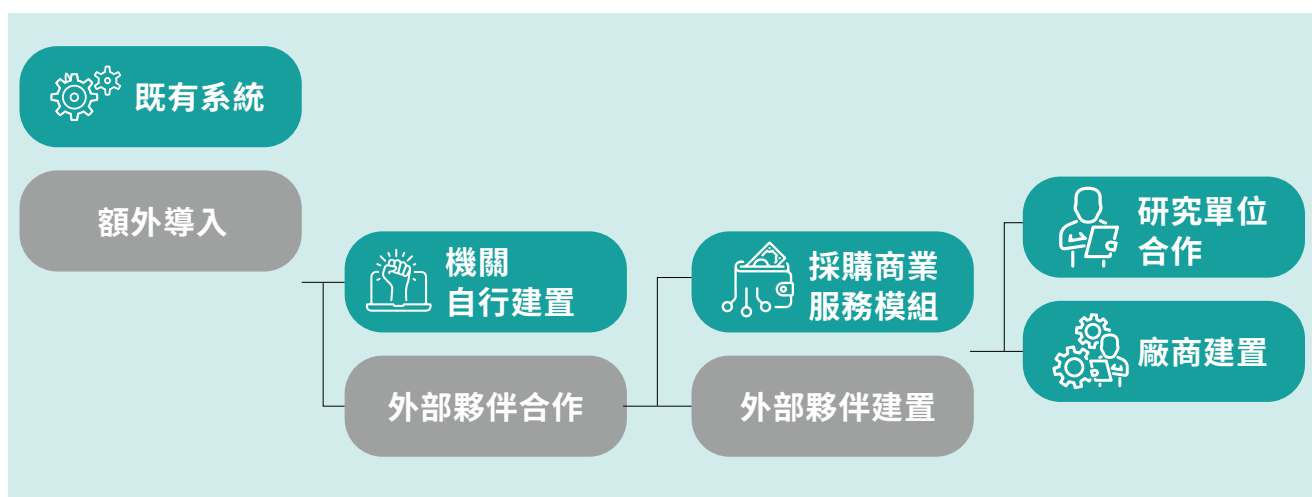 既有系統
額外導入
機關
自行建置
外部夥伴合作
採購商業
服務模組
外部夥伴建置
研究單位
合作
廠商建置